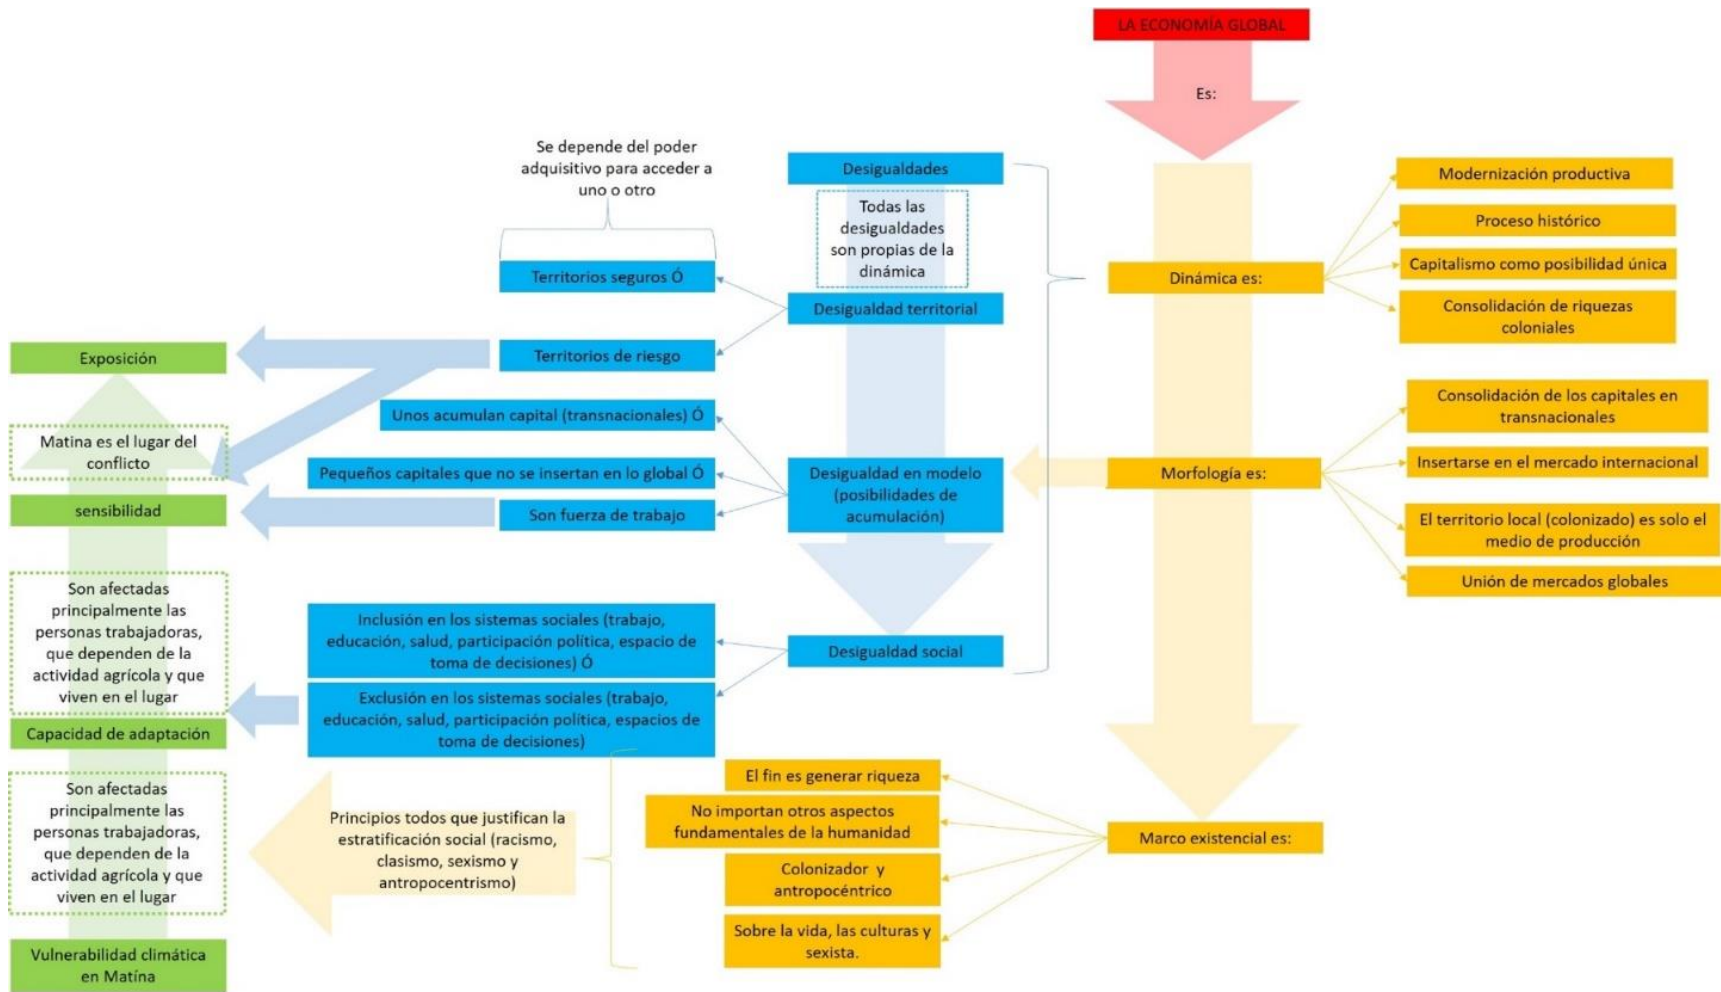 LA ECONOMÍA GLOBAL
Es:
Dinámica es:
Modernización productiva
Proceso histórico
Capitalismo como posibilidad única
Consolidación de riquezas
coloniales
Morfología es:
Consolidación de los capitales en
transnacionales
Insertarse en el mercado internacional
El territorio local (colonizado) es solo el
medio de producción
Unión de mercados globales
Marco existencial es:
El fin es generar riqueza
No importan otros aspectos
fundamentales de la humanidad
Colonizador y
antropocéntrico
Sobre la vida, las culturas y
sexista.
Principios todos que justifican la
estratificación social (racismo,
clasismo, sexismo y
antropocentrismo)
Desigualdades
Todas las
desigualdades
son propias de la
dinámica
Desigualdad territorial
Se depende del poder
adquisitivo para acceder a
uno o otro
Territorios seguros Ó
Territorios de riesgo
Desigualdad en modelo
(posibilidades de
acumulación)
Unos acumulan capital (transnacionales) Ó
Pequeños capitales que no se insertan en lo global Ó
Son fuerza de trabajo
Desigualdad social
Inclusión en los sistemas sociales (trabajo,
educación, salud, participación política, espacio de
toma de decisiones) Ó
Exclusión en los sistemas sociales (trabajo,
educación, salud, participación política, espacios de
toma de decisiones)
Exposición
Matina es el lugar del
conflicto
sensibilidad
Son afectadas
principalmente las
personas trabajadoras,
que dependen de la
actividad agrícola y que
viven en el lugar
Capacidad de adaptación
Son afectadas
principalmente las
personas trabajadoras,
que dependen de la
actividad agrícola y que
viven en el lugar
Vulnerabilidad climática
en Matína